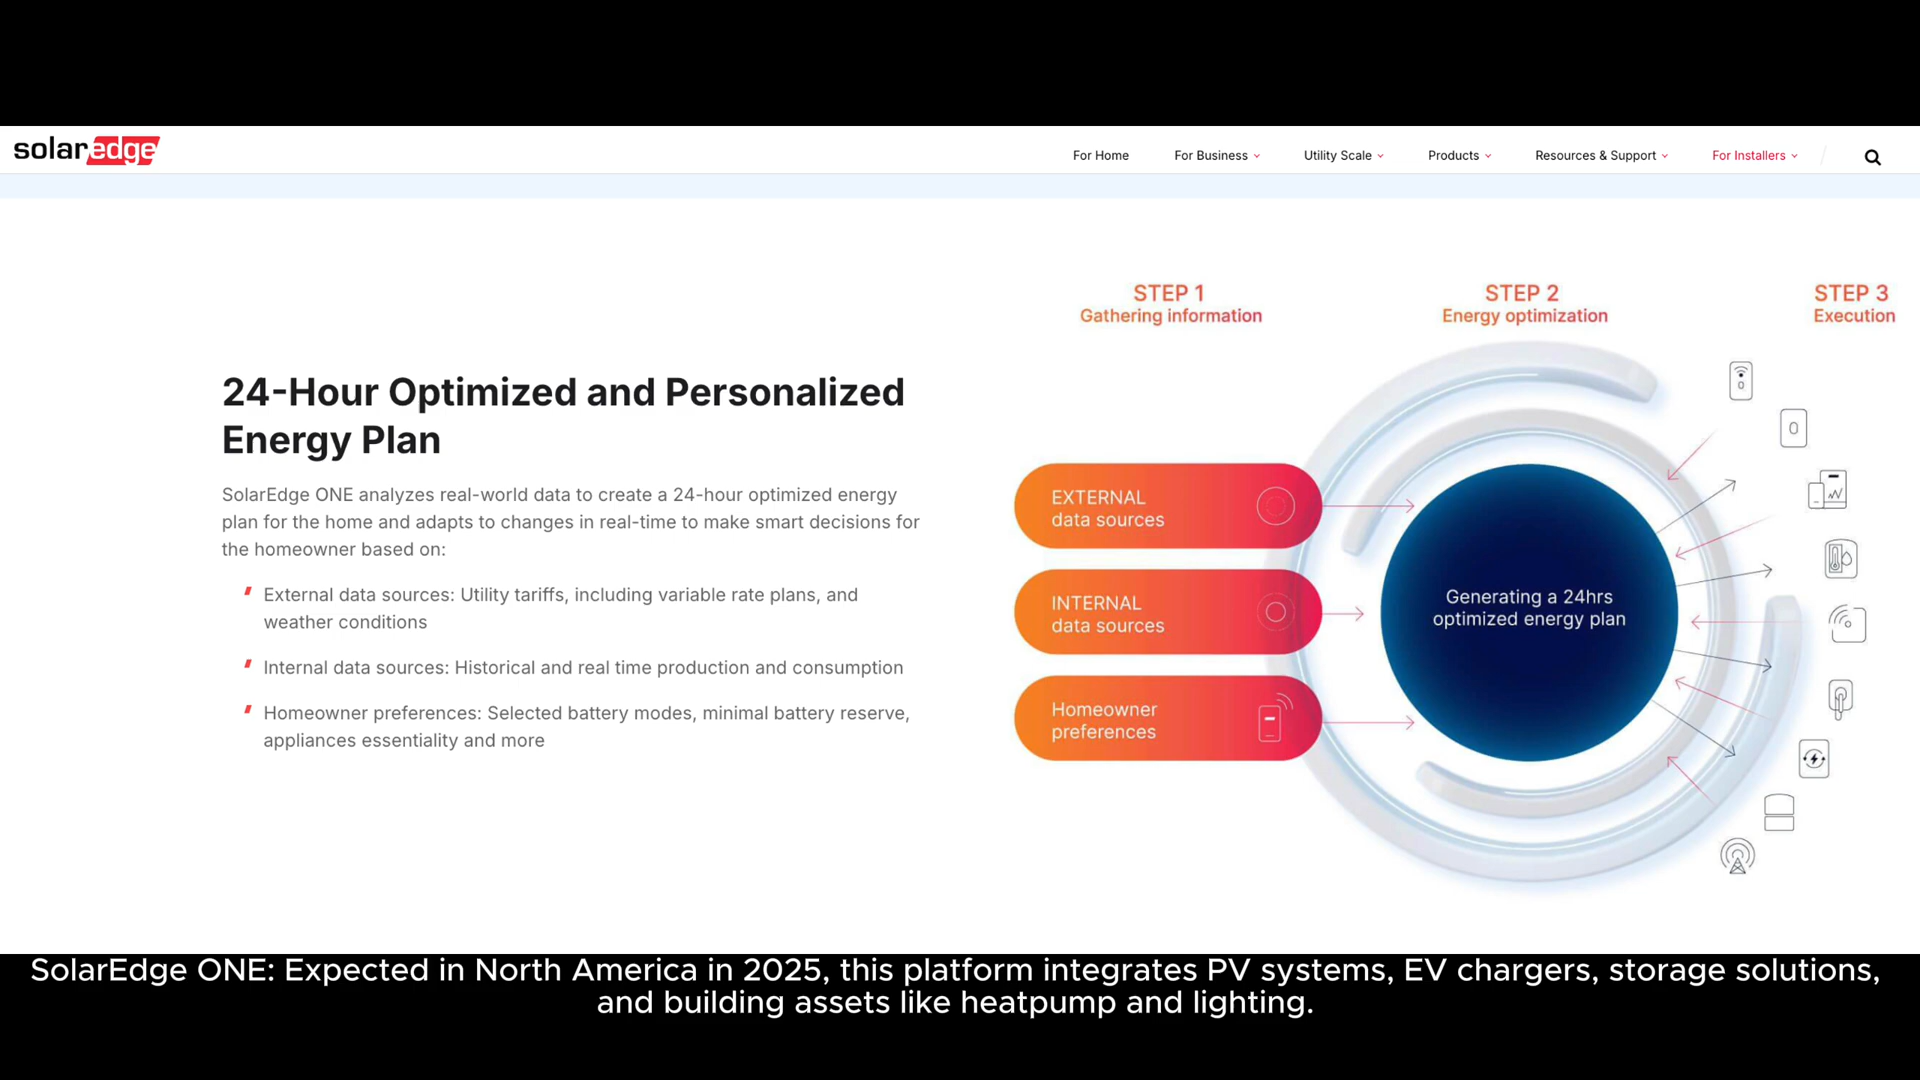 solaredge
For Home
For Business
Utility Scale
Products
Resources & Support
For Installers
24-Hour Optimized and Personalized
Energy Plan
SolarEdge ONE analyzes real-world data to create a 24-hour optimized energy
plan for the home and adapts to changes in real-time to make smart decisions for
the homeowner based on:
External data sources: Utility tariffs, including variable rate plans, and
weather conditions
Internal data sources: Historical and real time production and consumption
Homeowner preferences: Selected battery modes, minimal battery reserve,
appliances essentiality and more
STEP 1
Gathering information
STEP 2
Energy optimization
STEP 3
Execution
EXTERNAL
data sources
INTERNAL
data sources
Homeowner
preferences
Generating a 24hrs
optimized energy plan
SolarEdge ONE: Expected in North America in 2025, this platform integrates PV systems, EV chargers, storage solutions,
and building assets like heatpump and lighting.